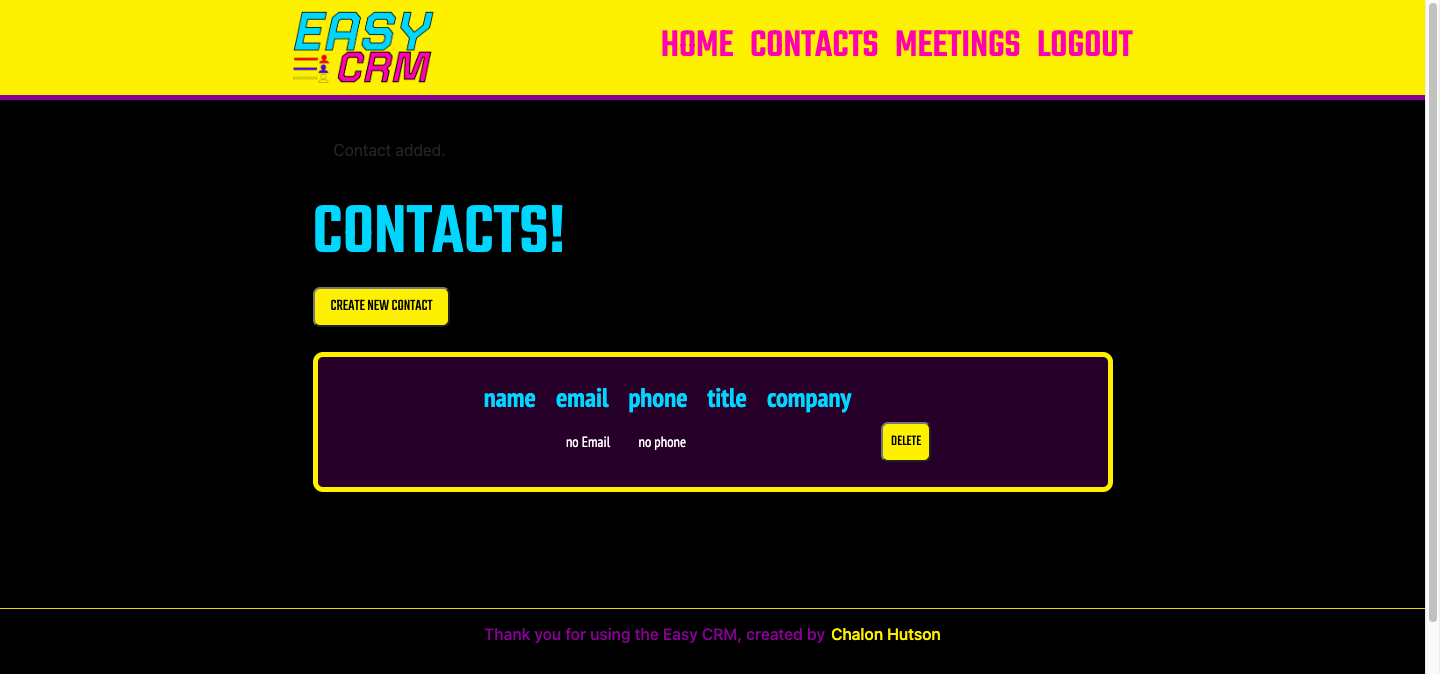 EASY
CRM
HOME CONTACTS MEETINGS LOGOUT
Contact added.
CONTACTS!
CREATE NEW CONTACT
name email phone title company
no Email no phone DELETE
Thank you for using the Easy CRM, created by Chalon Hutson